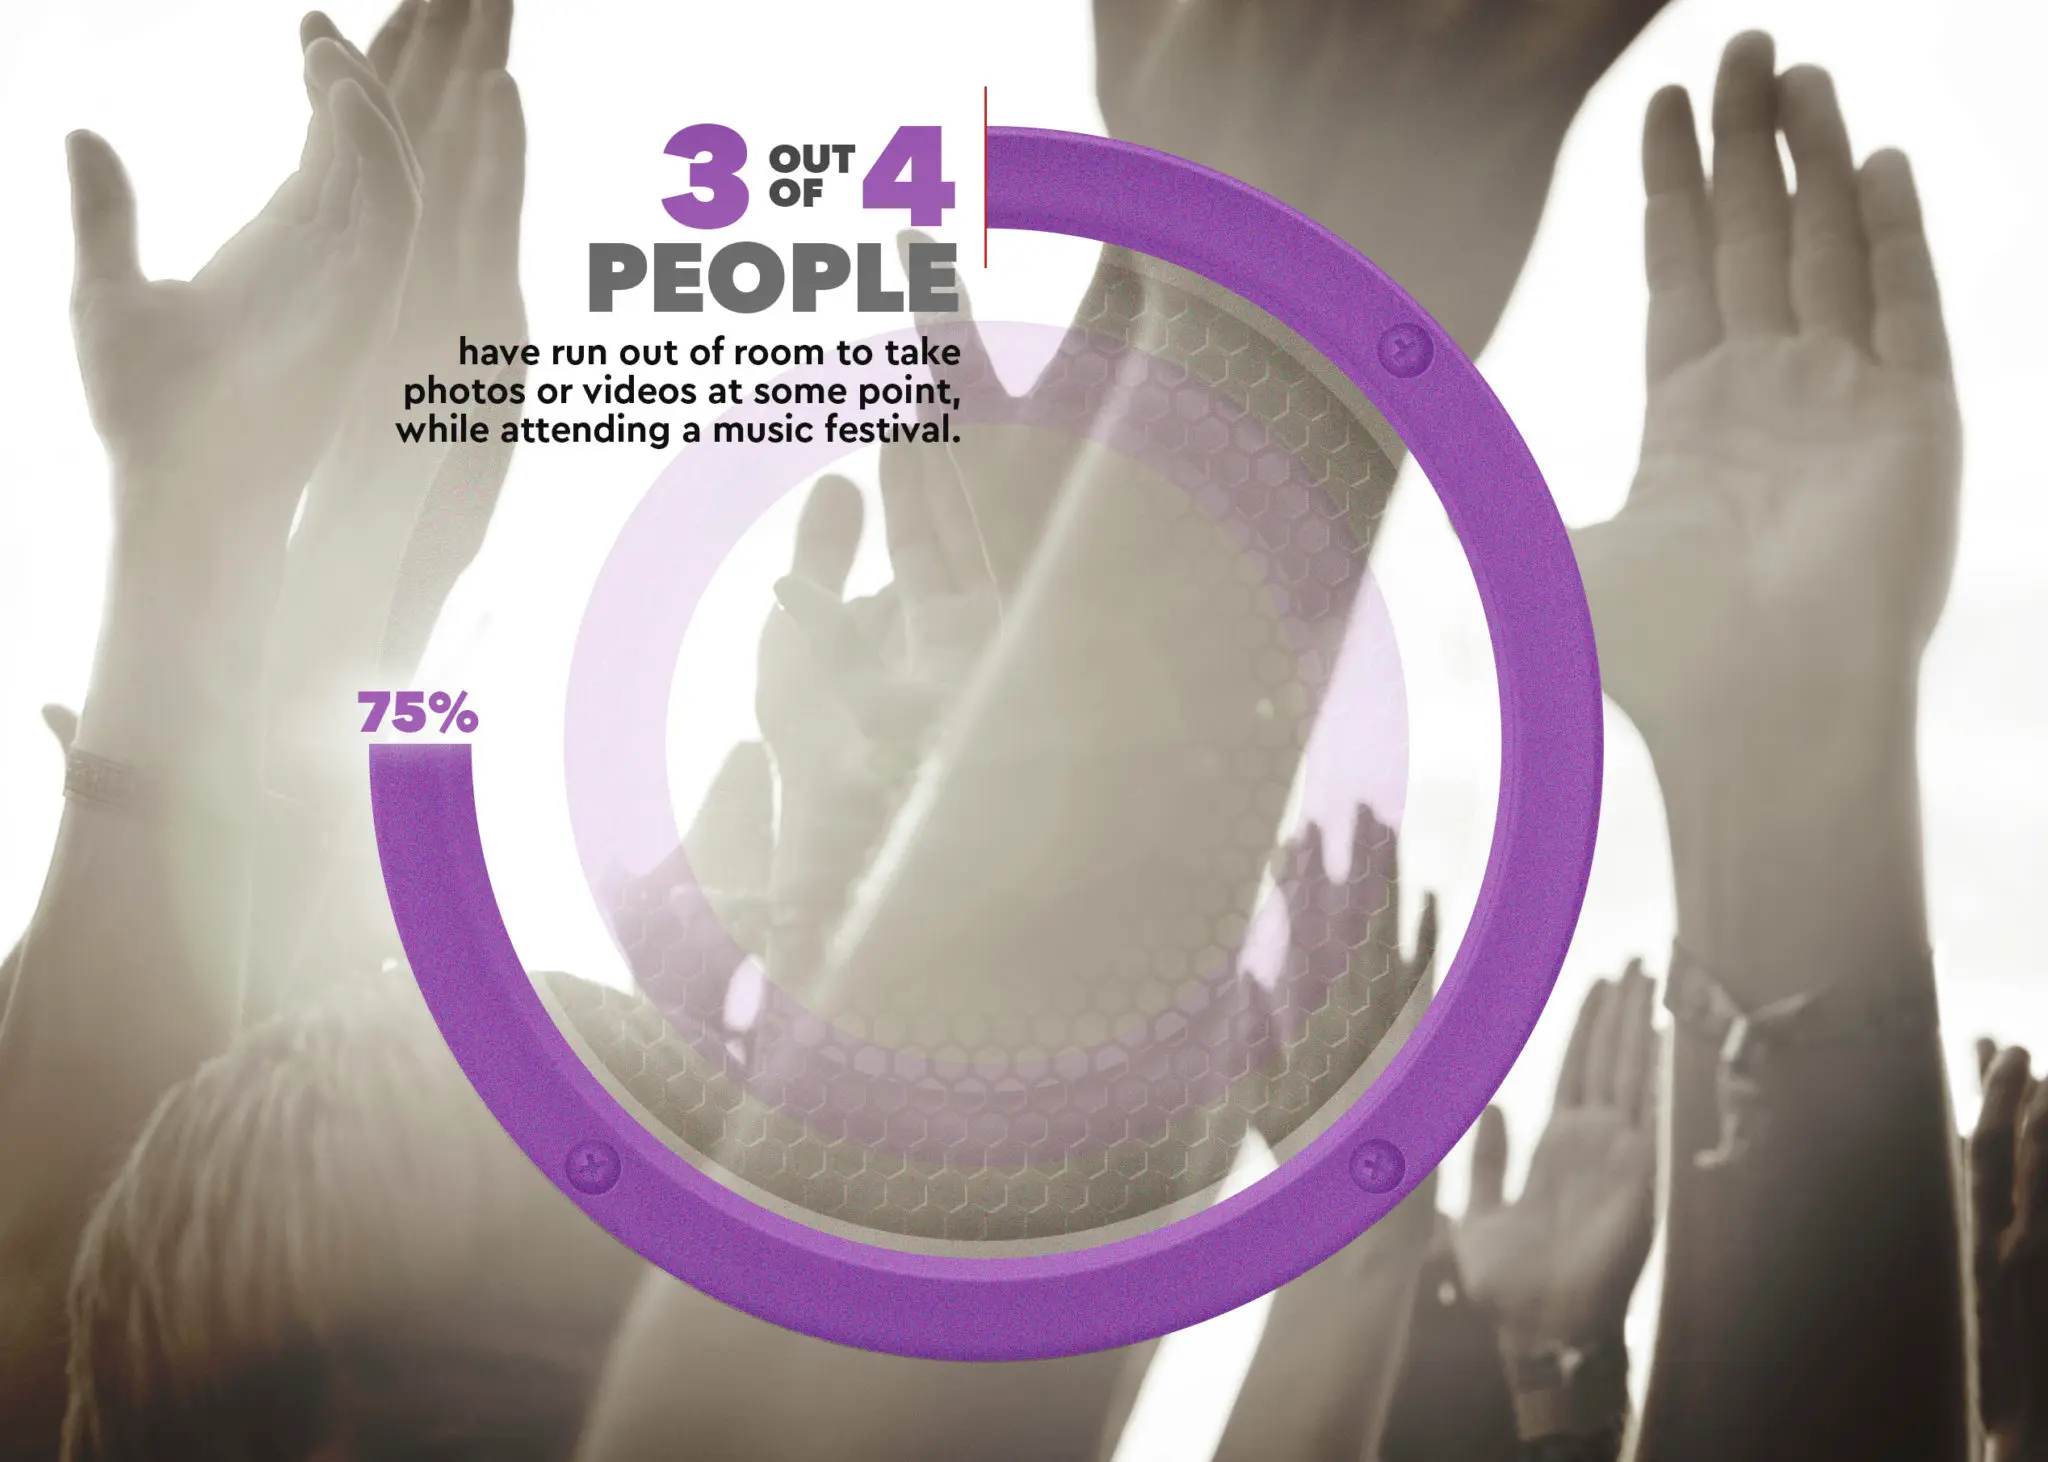 3 OUT OF 4
PEOPLE
have run out of room to take
photos or videos at some point,
while attending a music festival.
75%